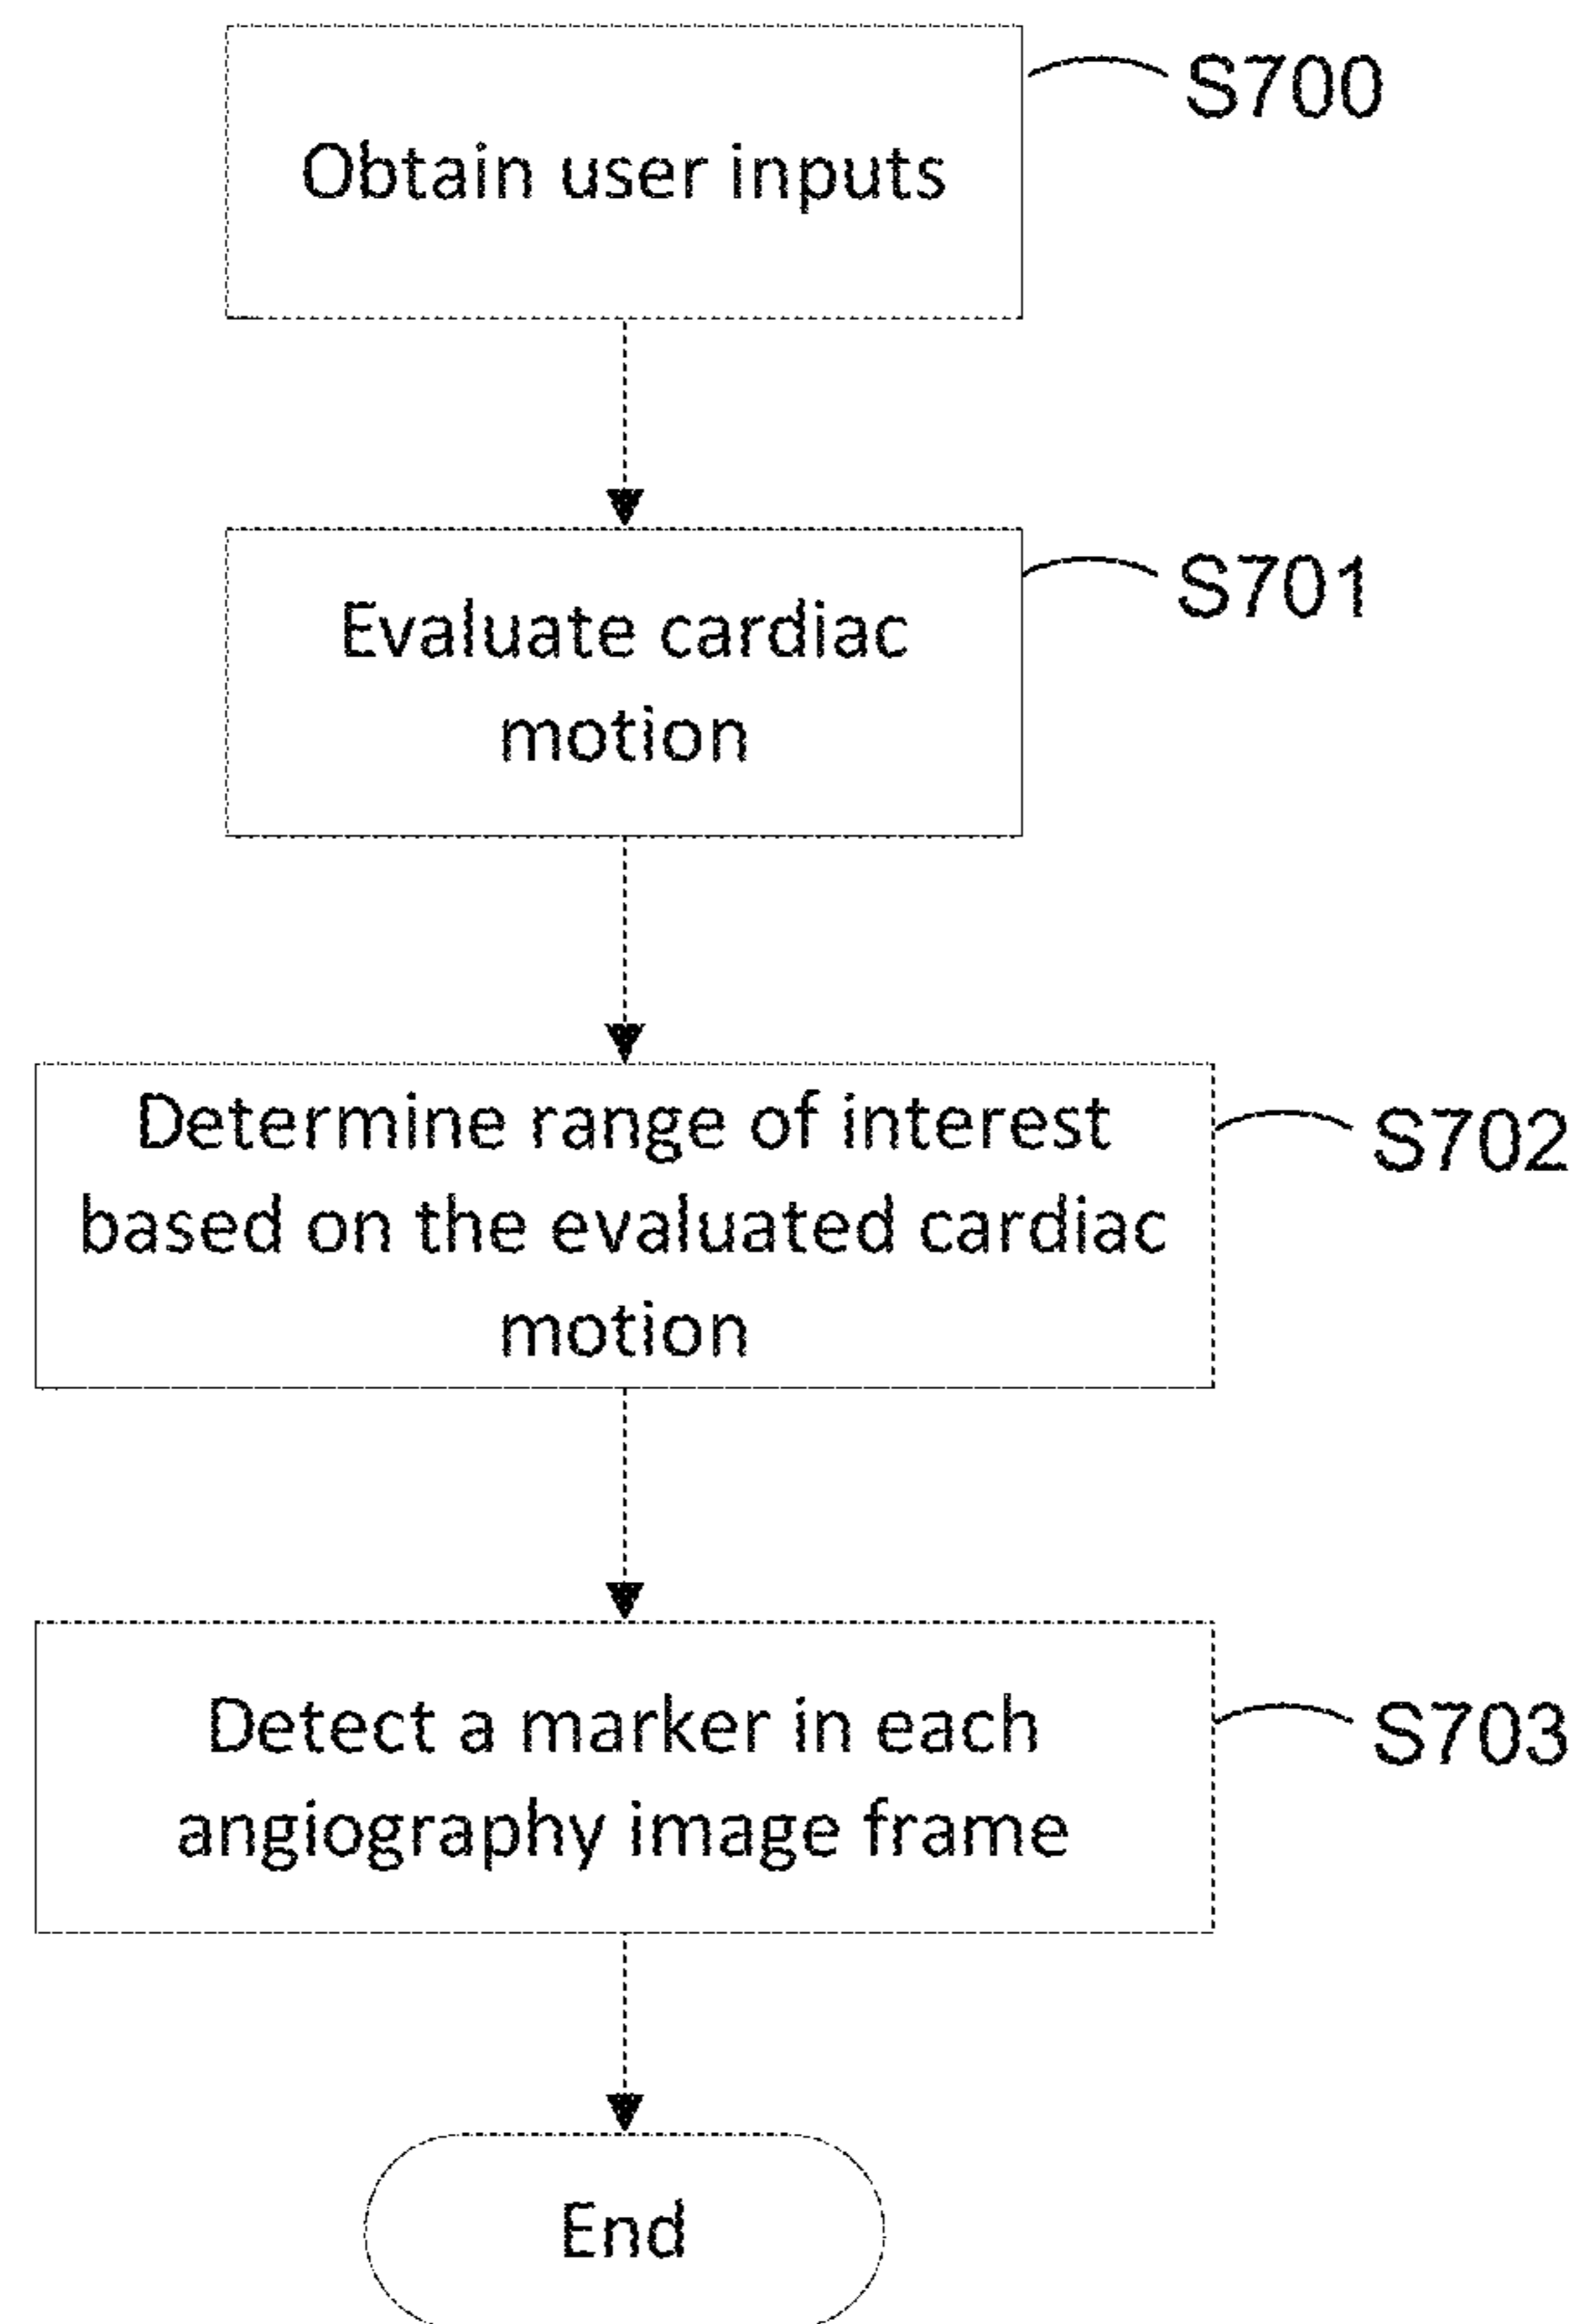 Obtain user inputs
S700
Evaluate cardiac
motion
S701
Determine range of interest
based on the evaluated cardiac
motion
S702
Detect a marker in each
angiography image frame
S703
End